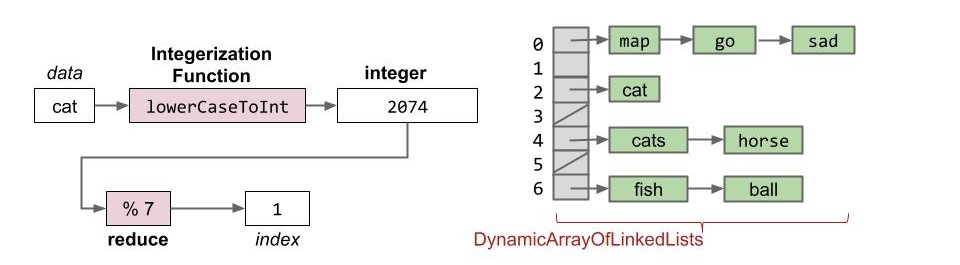 Integerization
Function
data
integer
cat
lowerCaseToInt
2074
% 7
1
reduce
index
0
map
go
sad
1
2
cat
3
4
cats
horse
5
6
fish
ball
DynamicArrayOfLinkedLists